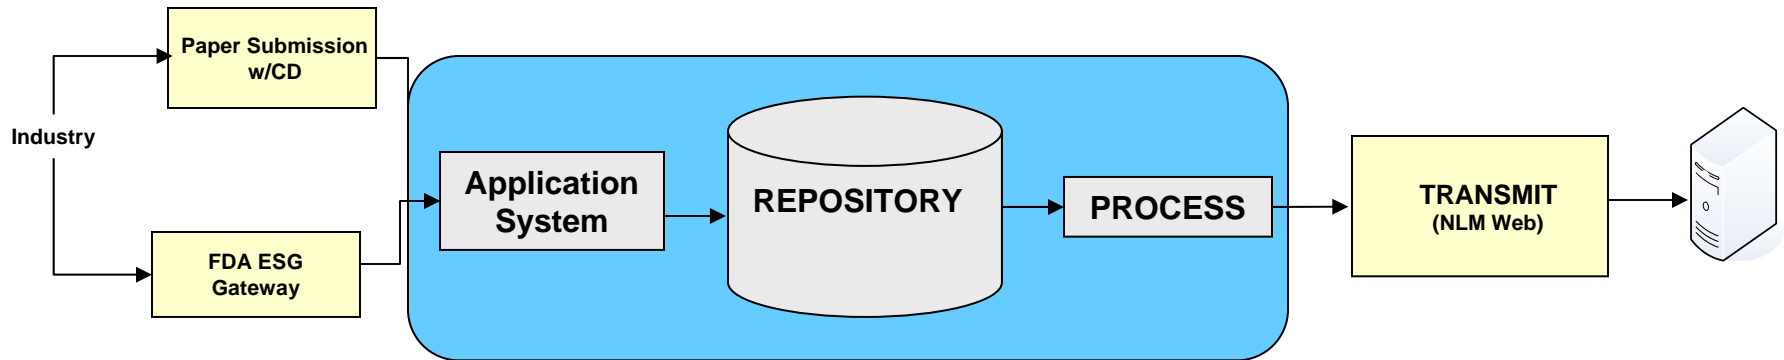 Paper Submission
w/CD
Industry
FDA ESG
Gateway
Application
System
REPOSITORY
PROCESS
TRANSMIT
(NLM Web)